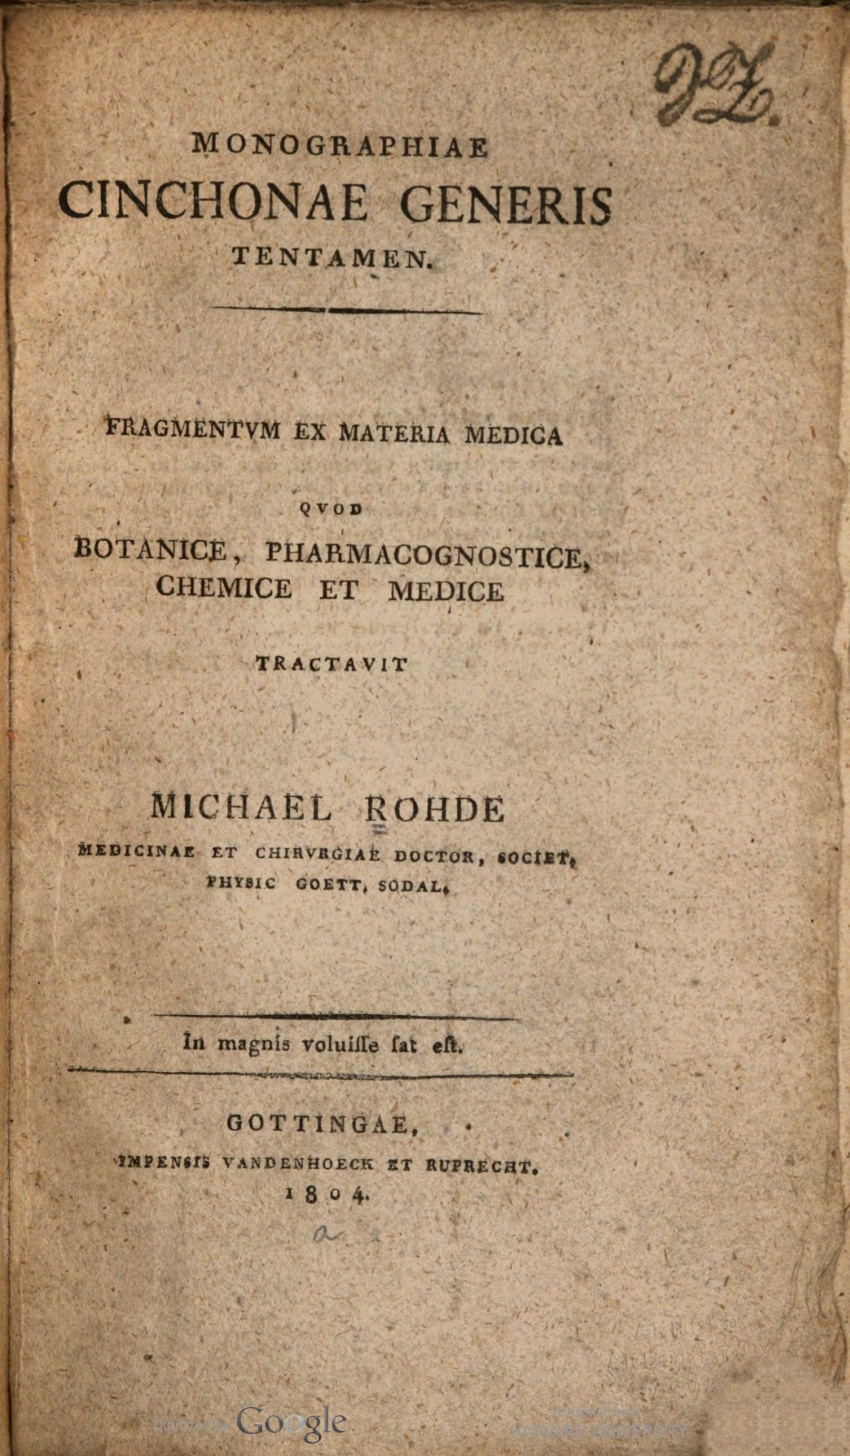 MONOGRAPHIAE
CINCHONAE GENERIS
TENTAMEN.
FRAGMENTVM EX MATERIA MEDICA
QVOD
BOTANICE, PHARMACOGNOSTICE,
CHEMICE ET MEDICE
TRACTAVIT
MICHAEL ROHDE
MEDICINAE ET CHIRVRGIAE DOCTOR, SOCIET,
PHYSIC GOETT, SODAL,
In magnis voluiſſe ſat eſt.
GOTTINGAE,
IMPENSIS VANDENHOECK ET RUPRECHT.
1804.
a
Google